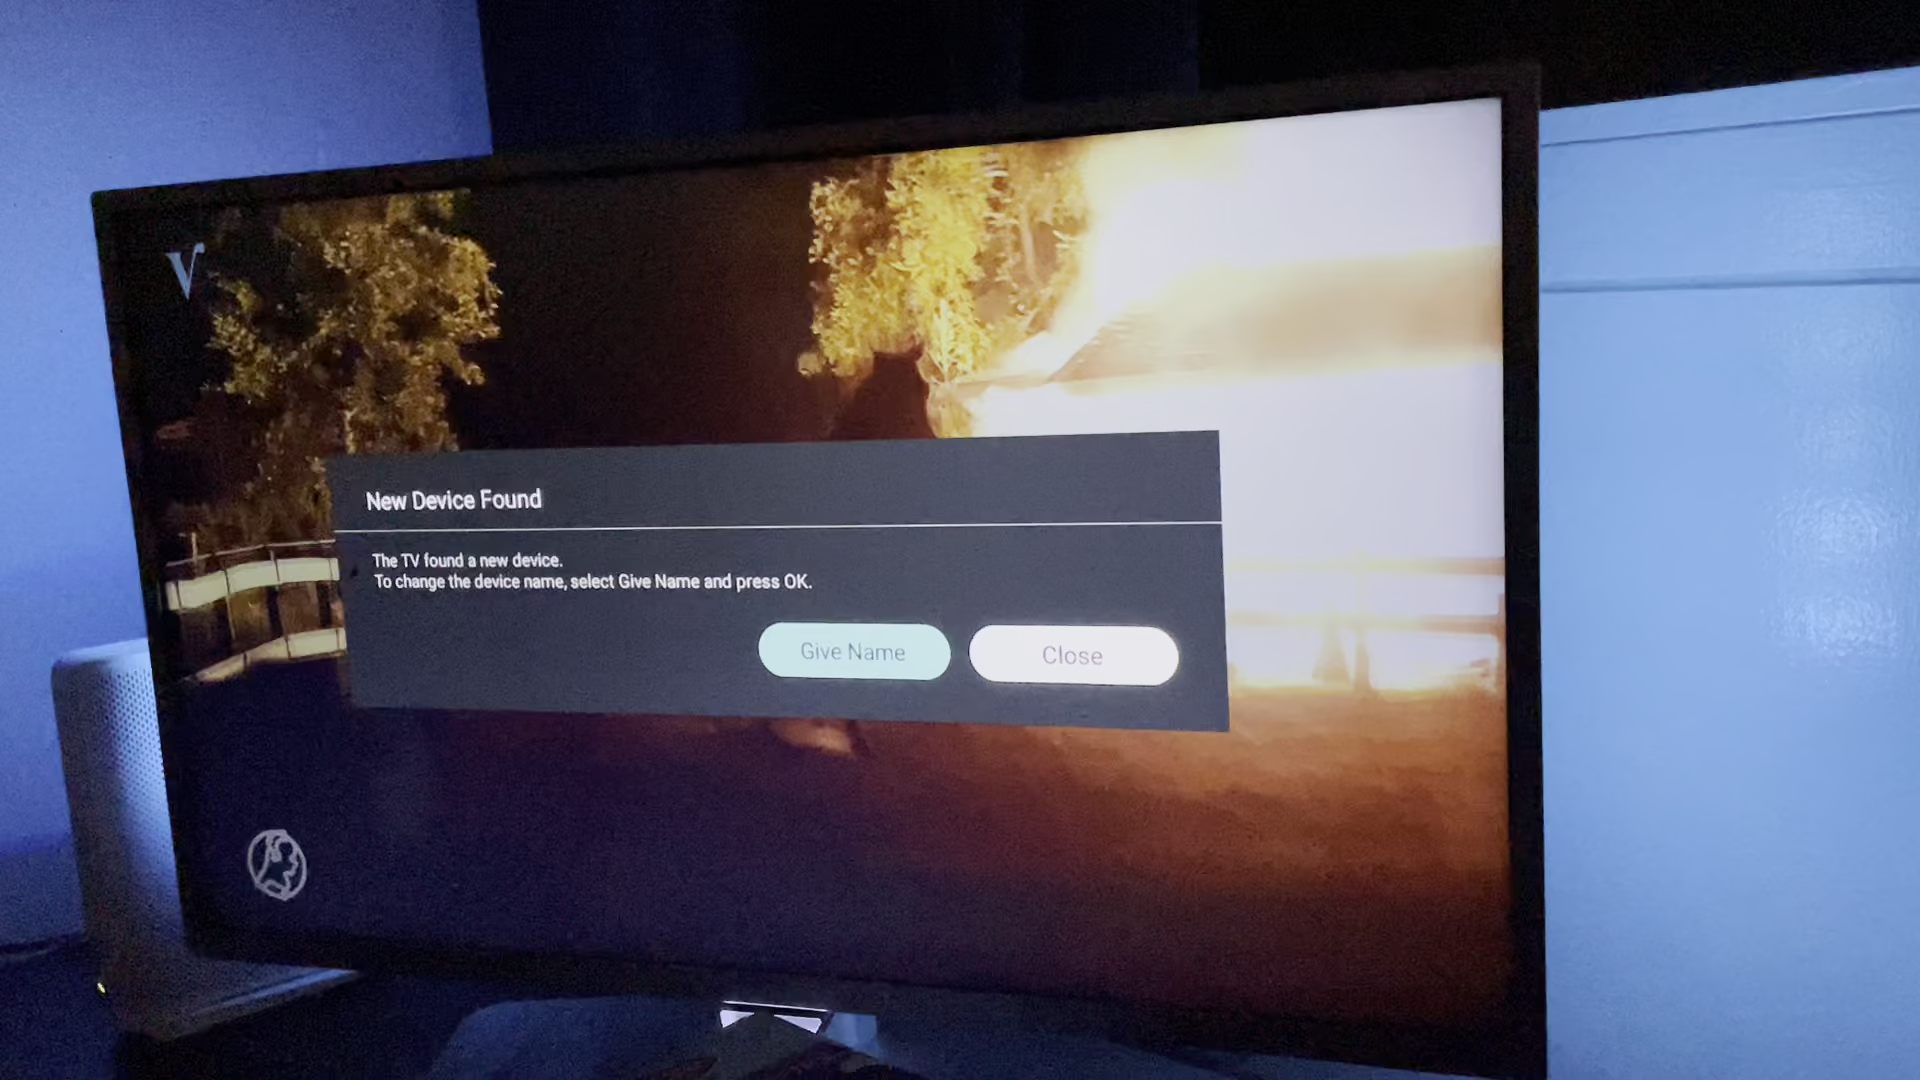 V
New Device Found
The TV found a new device.
To change the device name, select Give Name and press OK.
Give Name
Close